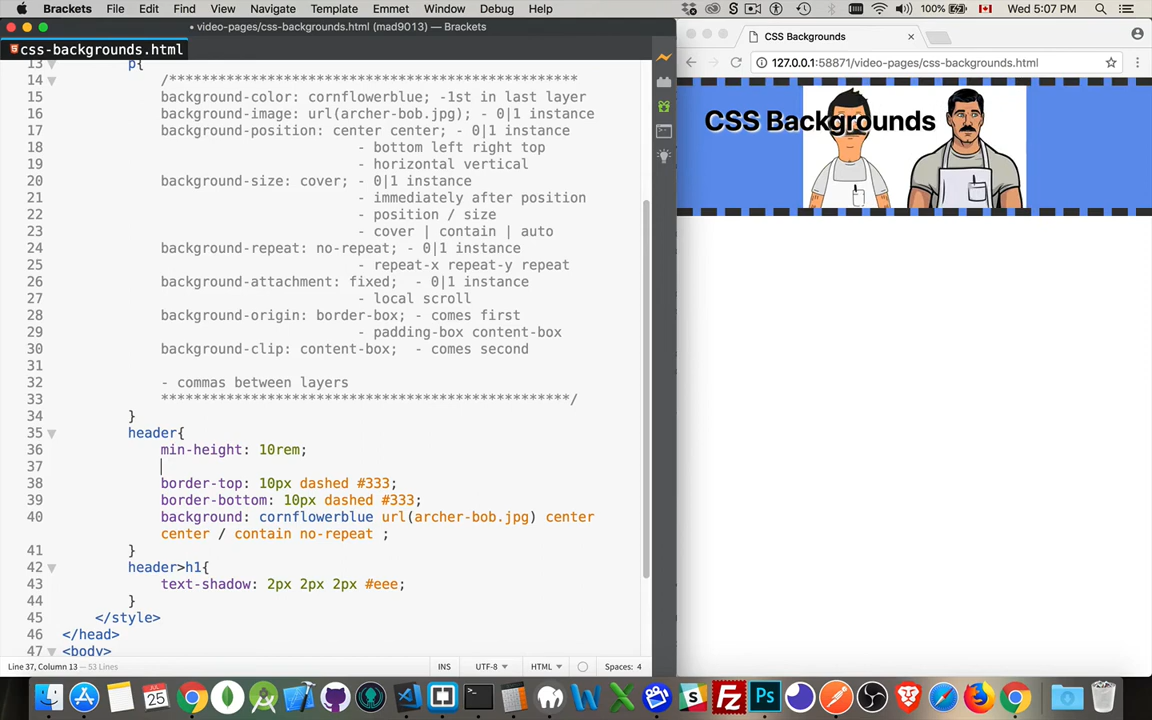 Brackets File Edit Find View Navigate Template Emmet Window Debug Help 100% Wed 5:07 PM
• video-pages/css-backgrounds.html (mad9013) — Brackets
css-backgrounds.html
CSS Backgrounds
127.0.0.1:58871/video-pages/css-backgrounds.html
CSS Backgrounds
13 p{
14 /**************************************************
15 background-color: cornflowerblue; -1st in last layer
16 background-image: url(archer-bob.jpg); - 0|1 instance
17 background-position: center center; - 0|1 instance
18 - bottom left right top
19 - horizontal vertical
20 background-size: cover; - 0|1 instance
21 - immediately after position
22 - position / size
23 - cover | contain | auto
24 background-repeat: no-repeat; - 0|1 instance
25 - repeat-x repeat-y repeat
26 background-attachment: fixed; - 0|1 instance
27 - local scroll
28 background-origin: border-box; - comes first
29 - padding-box content-box
30 background-clip: content-box; - comes second
31
32 - commas between layers
33 **************************************************/
34 }
35 header{
36 min-height: 10rem;
37
38 border-top: 10px dashed #333;
39 border-bottom: 10px dashed #333;
40 background: cornflowerblue url(archer-bob.jpg) center
center / contain no-repeat ;
41 }
42 header>h1{
43 text-shadow: 2px 2px 2px #eee;
44 }
45 </style>
46 </head>
47 <body>
Line 37, Column 13 — 53 Lines INS UTF-8 HTML Spaces: 4
JUL
25